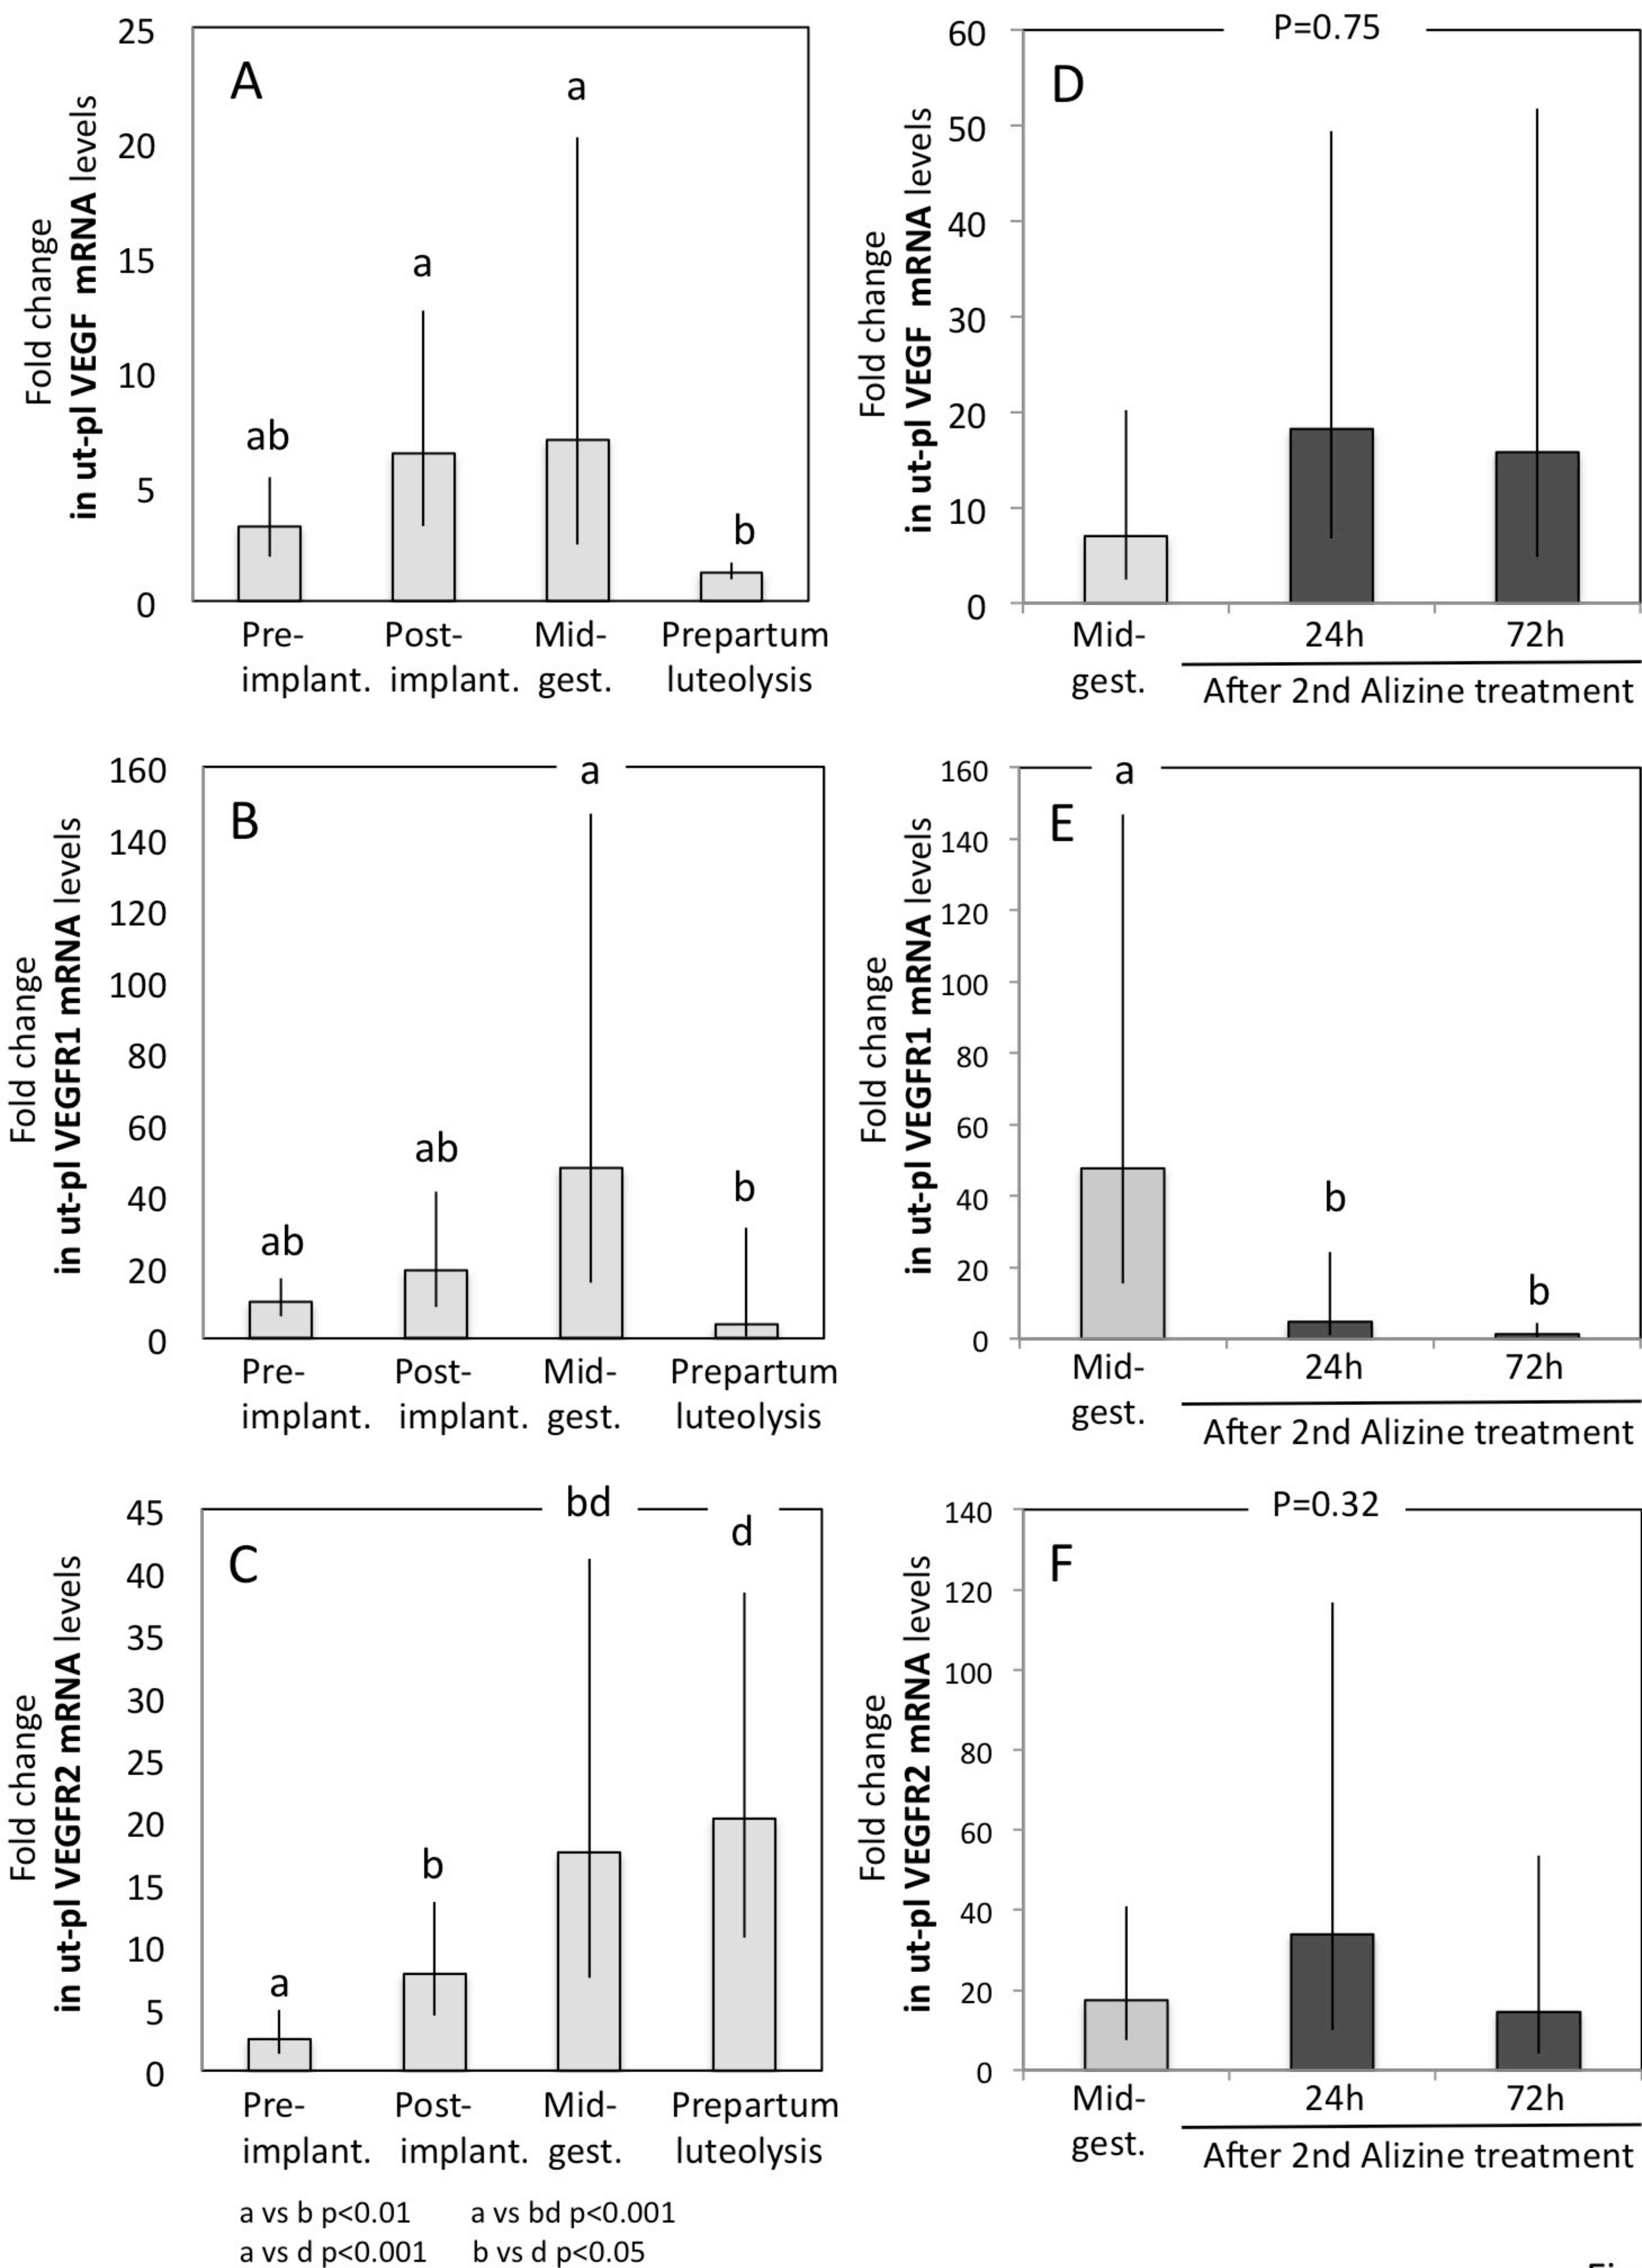 A
Fold change
in ut-pl VEGF mRNA levels
25
20
15
10
5
0
ab
a
a
b
Pre-implant.
Post-implant.
Mid-gest.
Prepartum luteolysis
D
P=0.75
Fold change
in ut-pl VEGF mRNA levels
60
50
40
30
20
10
0
Mid-gest.
24h
72h
After 2nd Alizine treatment
B
Fold change
in ut-pl VEGFR1 mRNA levels
160
140
120
100
80
60
40
20
0
ab
ab
a
b
Pre-implant.
Post-implant.
Mid-gest.
Prepartum luteolysis
E
Fold change
in ut-pl VEGFR1 mRNA levels
160
140
120
100
80
60
40
20
0
a
b
b
Mid-gest.
24h
72h
After 2nd Alizine treatment
C
Fold change
in ut-pl VEGFR2 mRNA levels
45
40
35
30
25
20
15
10
5
0
a
b
bd
d
Pre-implant.
Post-implant.
Mid-gest.
Prepartum luteolysis
a vs b p<0.01 a vs bd p<0.001
a vs d p<0.001 b vs d p<0.05
F
P=0.32
Fold change
in ut-pl VEGFR2 mRNA levels
140
120
100
80
60
40
20
0
Mid-gest.
24h
72h
After 2nd Alizine treatment